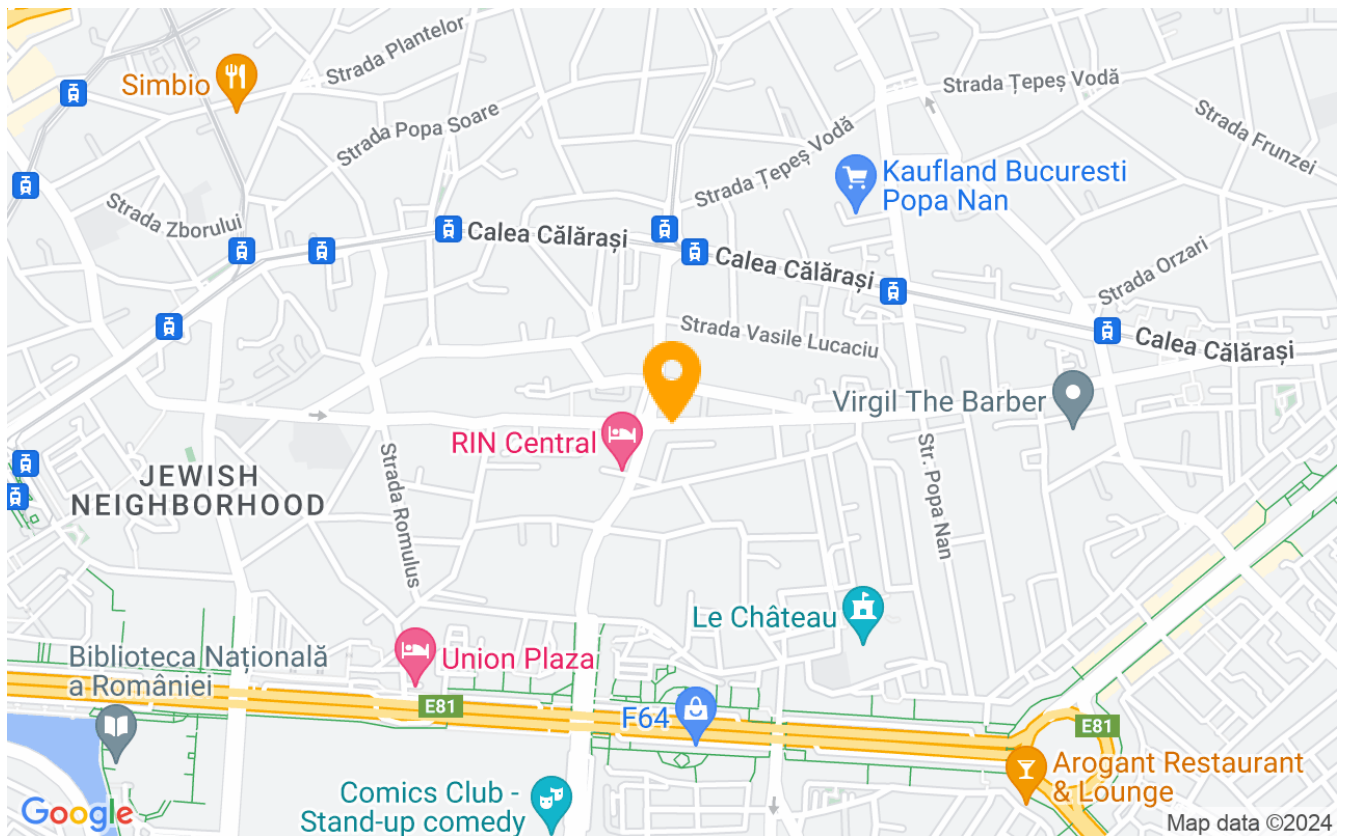 Strada Plantelor
Simbio
Strada Țepeș Vodă
Strada Popa Soare
Strada Frunzei
Strada Țepeș Vodă
Kaufland Bucuresti
Popa Nan
Strada Zborului
Calea Călărași
Calea Călărași
Strada Orzari
Strada Vasile Lucaciu
Calea Călărași
Virgil The Barber
RIN Central
JEWISH
NEIGHBORHOOD
Strada Romulus
Str. Popa Nan
Le Château
Biblioteca Națională
a României
Union Plaza
E81
F64
E81
Arogant Restaurant
& Lounge
Comics Club -
Stand-up comedy
Google
Map data ©2024